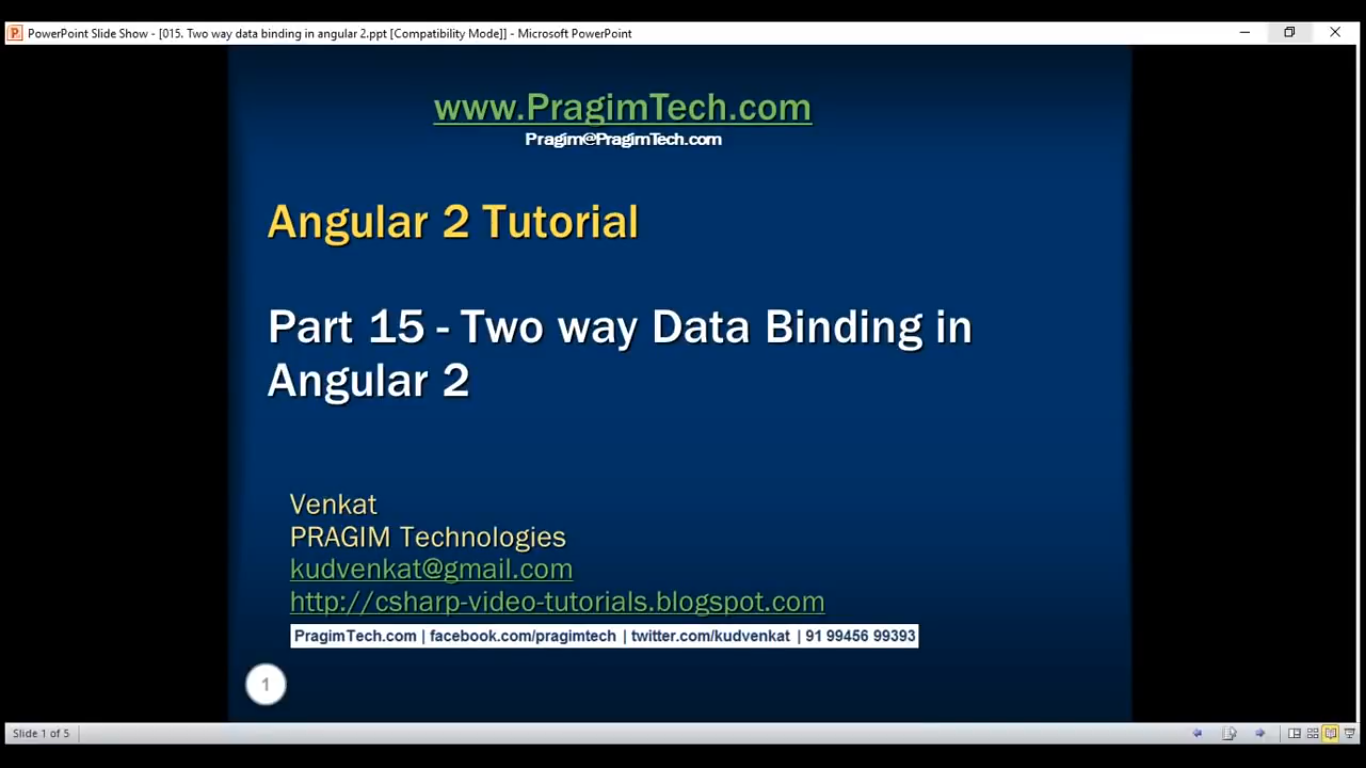 PowerPoint Slide Show - [015. Two way data binding in angular 2.ppt [Compatibility Mode]] - Microsoft PowerPoint
www.PragimTech.com
Pragim@PragimTech.com
Angular 2 Tutorial
Part 15 - Two way Data Binding in
Angular 2
Venkat
PRAGIM Technologies
kudvenkat@gmail.com
http://csharp-video-tutorials.blogspot.com
PragimTech.com | facebook.com/pragimtech | twitter.com/kudvenkat | 91 99456 99393
1
Slide 1 of 5